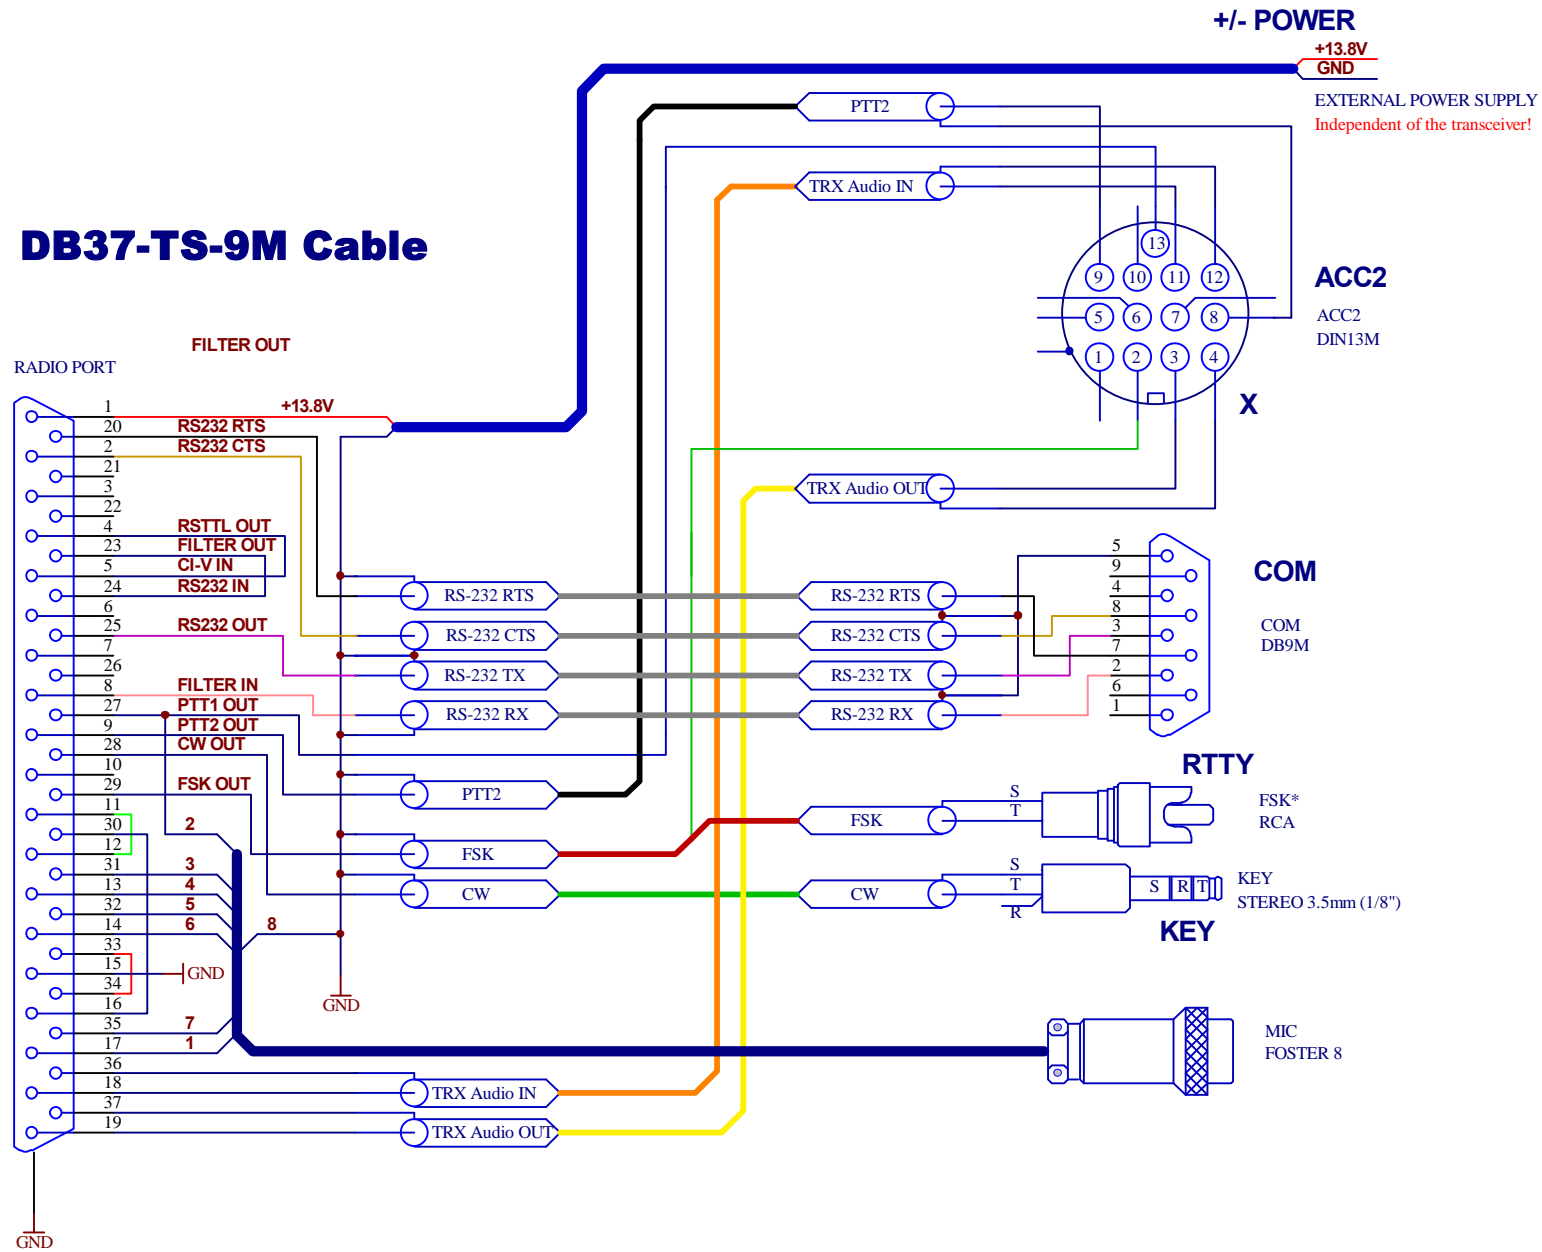 +/- POWER
+13.8V
GND
EXTERNAL POWER SUPPLY
Independent of the transceiver!
PTT2
TRX Audio IN
DB37-TS-9M Cable
13
9 10 11 12
5 6 7 8
1 2 3 4
ACC2
ACC2
DIN13M
X
FILTER OUT
RADIO PORT
1 +13.8V
20 RS232 RTS
2 RS232 CTS
21
3
22
4 RSTTL OUT
23 FILTER OUT
5 CI-V IN
24 RS232 IN
6
25 RS232 OUT
7
26
8 FILTER IN
27 PTT1 OUT
9 PTT2 OUT
28 CW OUT
10
29 FSK OUT
11
30 2
12
31 3
13 4
32 5
14 6 8
33
15 GND
34
16
35 7
17 1
36
18
37
19
GND
GND
TRX Audio OUT
RS-232 RTS
RS-232 CTS
RS-232 TX
RS-232 RX
PTT2
FSK
CW
TRX Audio IN
TRX Audio OUT
RS-232 RTS
RS-232 CTS
RS-232 TX
RS-232 RX
FSK
CW
5
9
4
8
3
7
2
6
1
COM
COM
DB9M
RTTY
S
T
FSK*
RCA
S
T
R
S R T
KEY
STEREO 3.5mm (1/8")
KEY
MIC
FOSTER 8